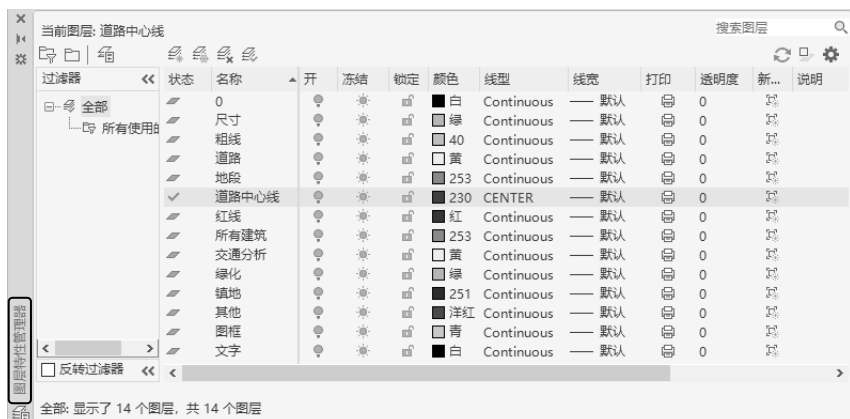 当前图层: 道路中心线
搜索图层
过滤器
全部
所有使用的
反转过滤器
状态 名称 开 冻结 锁定 颜色 线型 线宽 打印 透明度 新... 说明
0 白 Continuous 默认 0
尺寸 绿 Continuous 默认 0
粗线 40 Continuous 默认 0
道路 黄 Continuous 默认 0
地段 253 Continuous 默认 0
道路中心线 230 CENTER 默认 0
红线 红 Continuous 默认 0
所有建筑 253 Continuous 默认 0
交通分析 黄 Continuous 默认 0
绿化 绿 Continuous 默认 0
镇地 251 Continuous 默认 0
其他 洋红 Continuous 默认 0
图框 青 Continuous 默认 0
文字 白 Continuous 默认 0
图层特性管理器
全部: 显示了 14 个图层, 共 14 个图层